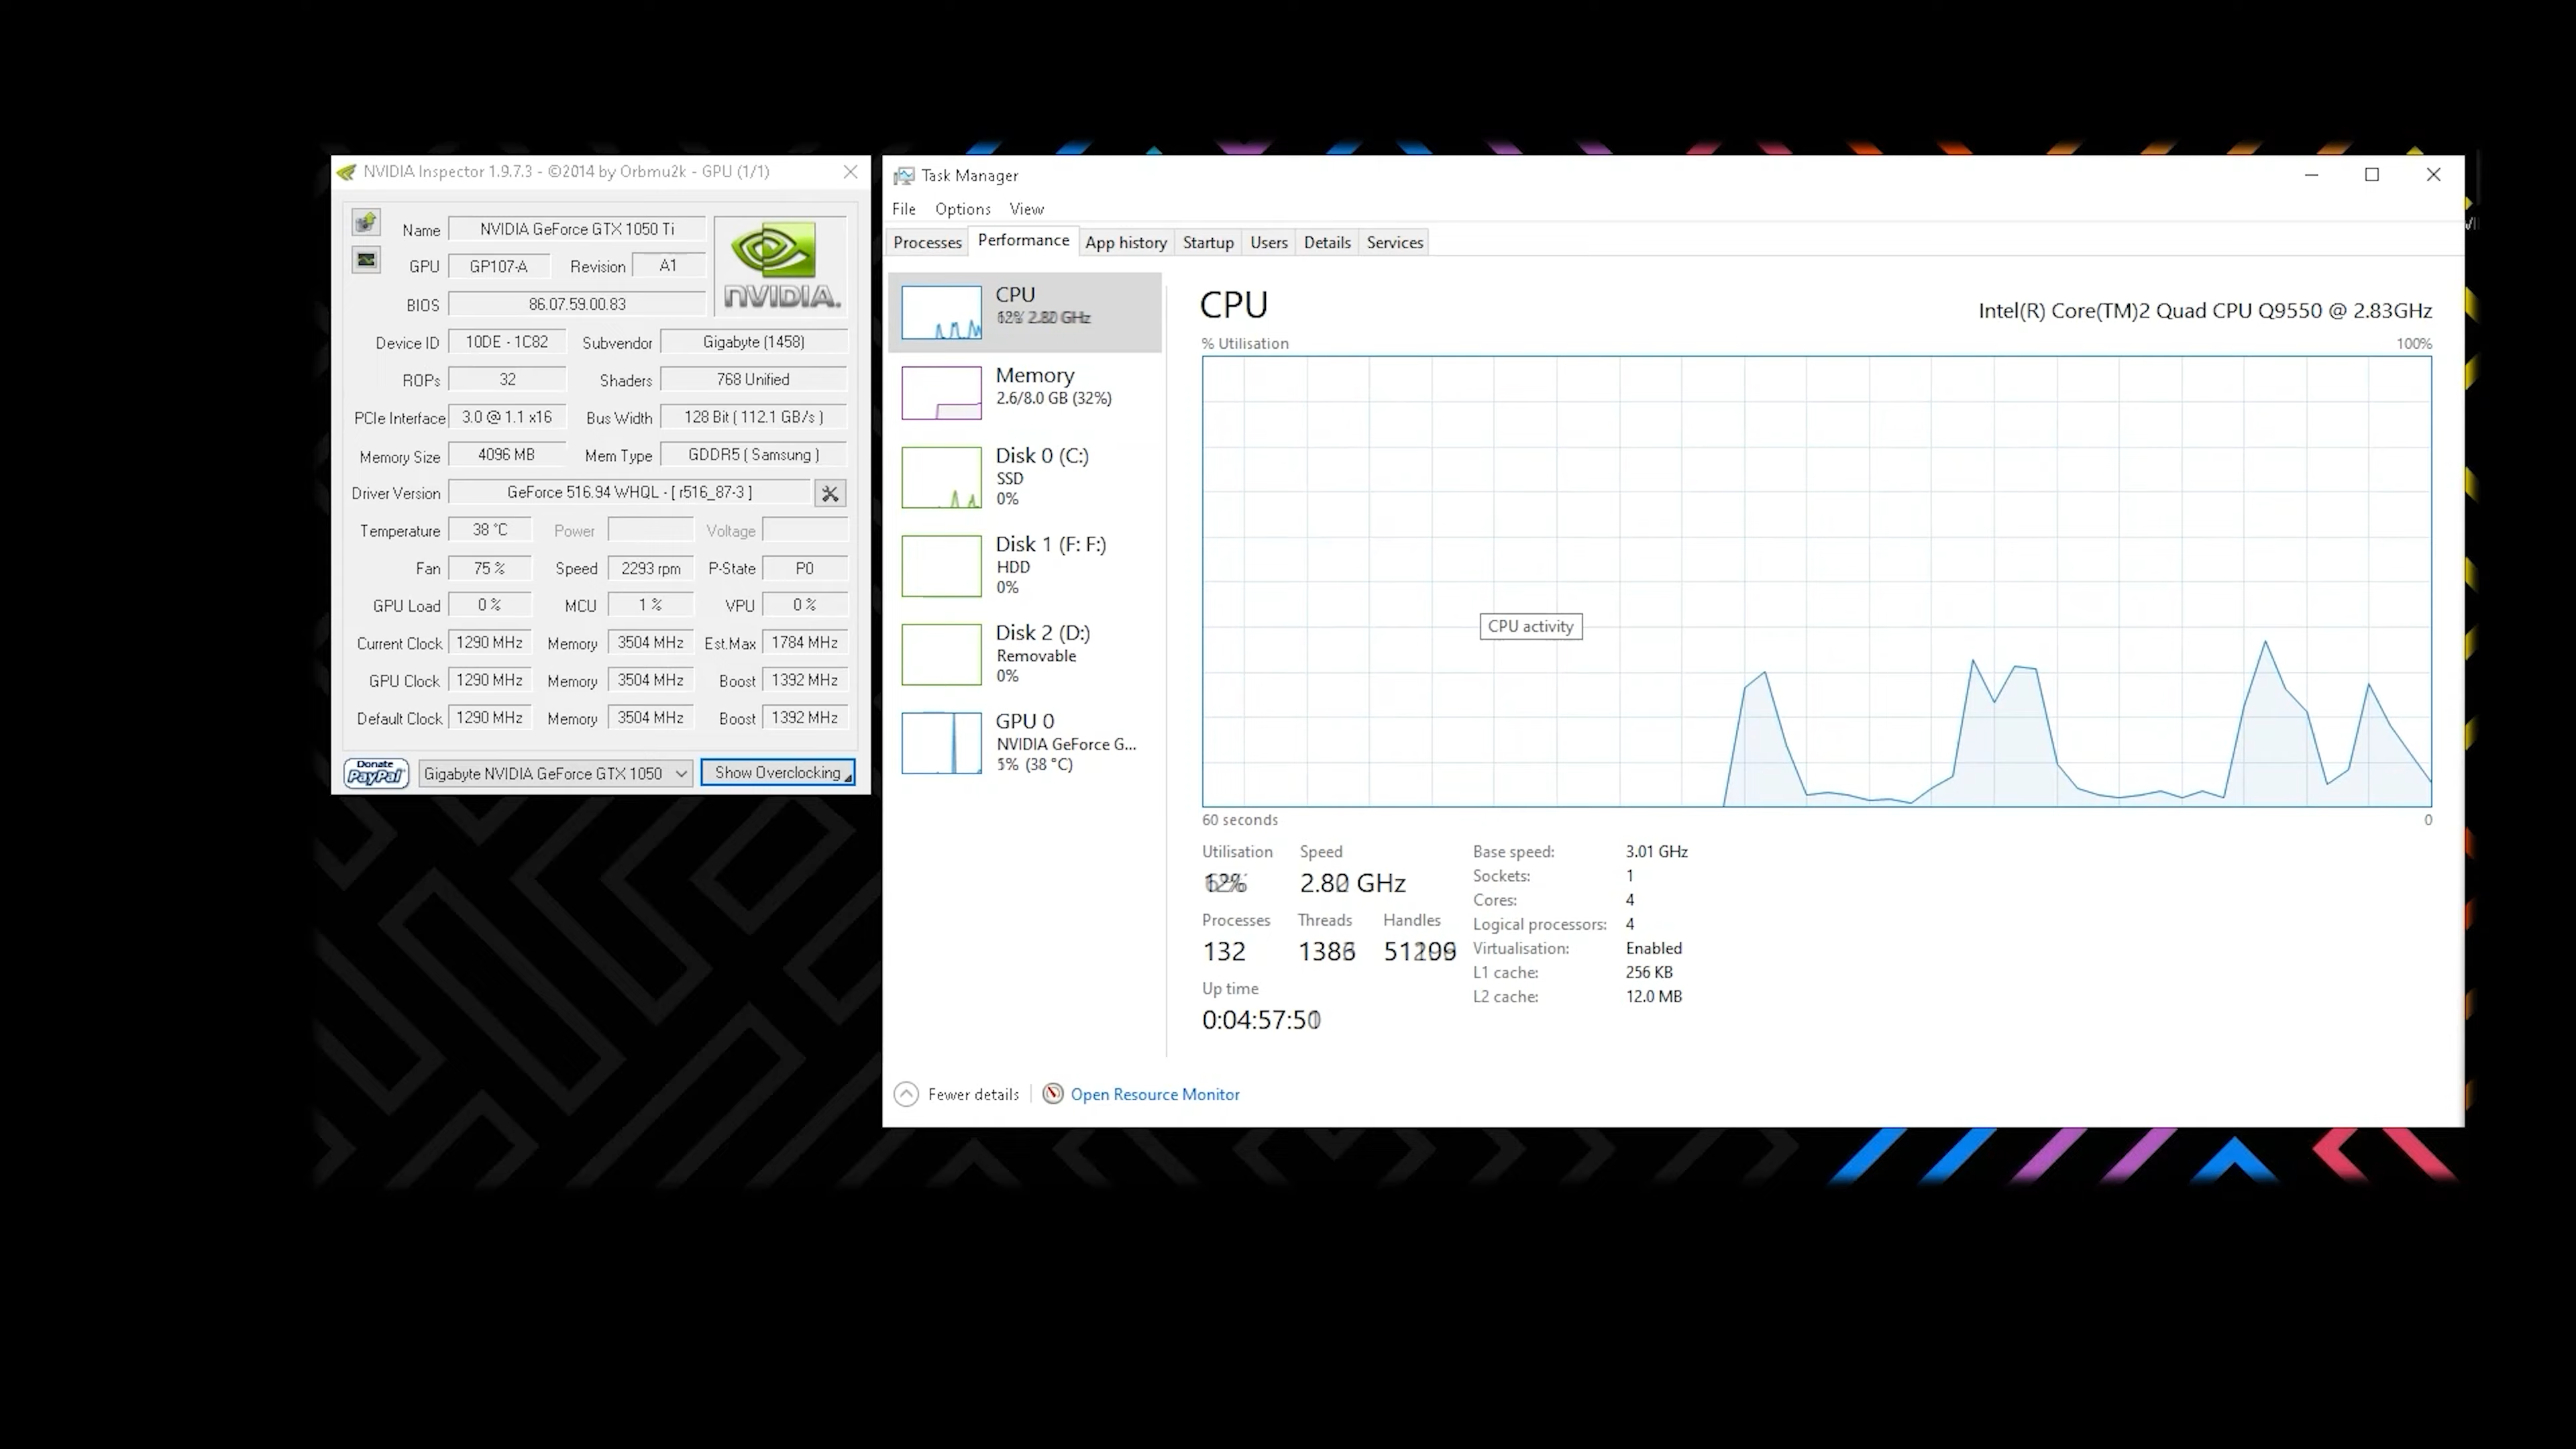 NVIDIA Inspector 1.9.7.3 - ©2014 by Orbmu2k - GPU (1/1)
Name NVIDIA GeForce GTX 1050 Ti
GPU GP107-A Revision A1
NVIDIA.
BIOS 86.07.59.00.83
Device ID 10DE - 1C82 Subvendor Gigabyte (1458)
ROPs 32 Shaders 768 Unified
PCIe Interface 3.0 @ 1.1 x16 Bus Width 128 Bit ( 112.1 GB/s )
Memory Size 4096 MB Mem Type GDDR5 ( Samsung )
Driver Version GeForce 516.94 WHQL - [ r516_87-3 ]
Temperature 38 °C Power Voltage
Fan 75 % Speed 2293 rpm P-State P0
GPU Load 0 % MCU 1 % VPU 0 %
Current Clock 1290 MHz Memory 3504 MHz Est.Max 1784 MHz
GPU Clock 1290 MHz Memory 3504 MHz Boost 1392 MHz
Default Clock 1290 MHz Memory 3504 MHz Boost 1392 MHz
Donate
PayPal
Gigabyte NVIDIA GeForce GTX 1050
Show Overclocking
Task Manager
File Options View
Processes Performance App history Startup Users Details Services
CPU
GHz
Memory
2.6/8.0 GB (32%)
Disk 0 (C:)
SSD
0%
Disk 1 (F: F:)
HDD
0%
Disk 2 (D:)
Removable
0%
GPU 0
NVIDIA GeForce G...
5% (38 °C)
CPU
Intel(R) Core(TM)2 Quad CPU Q9550 @ 2.83GHz
% Utilisation 100%
CPU activity
60 seconds 0
Utilisation Speed
GHz
Processes Threads Handles
132
Up time
Base speed: 3.01 GHz
Sockets: 1
Cores: 4
Logical processors: 4
Virtualisation: Enabled
L1 cache: 256 KB
L2 cache: 12.0 MB
Fewer details
Open Resource Monitor